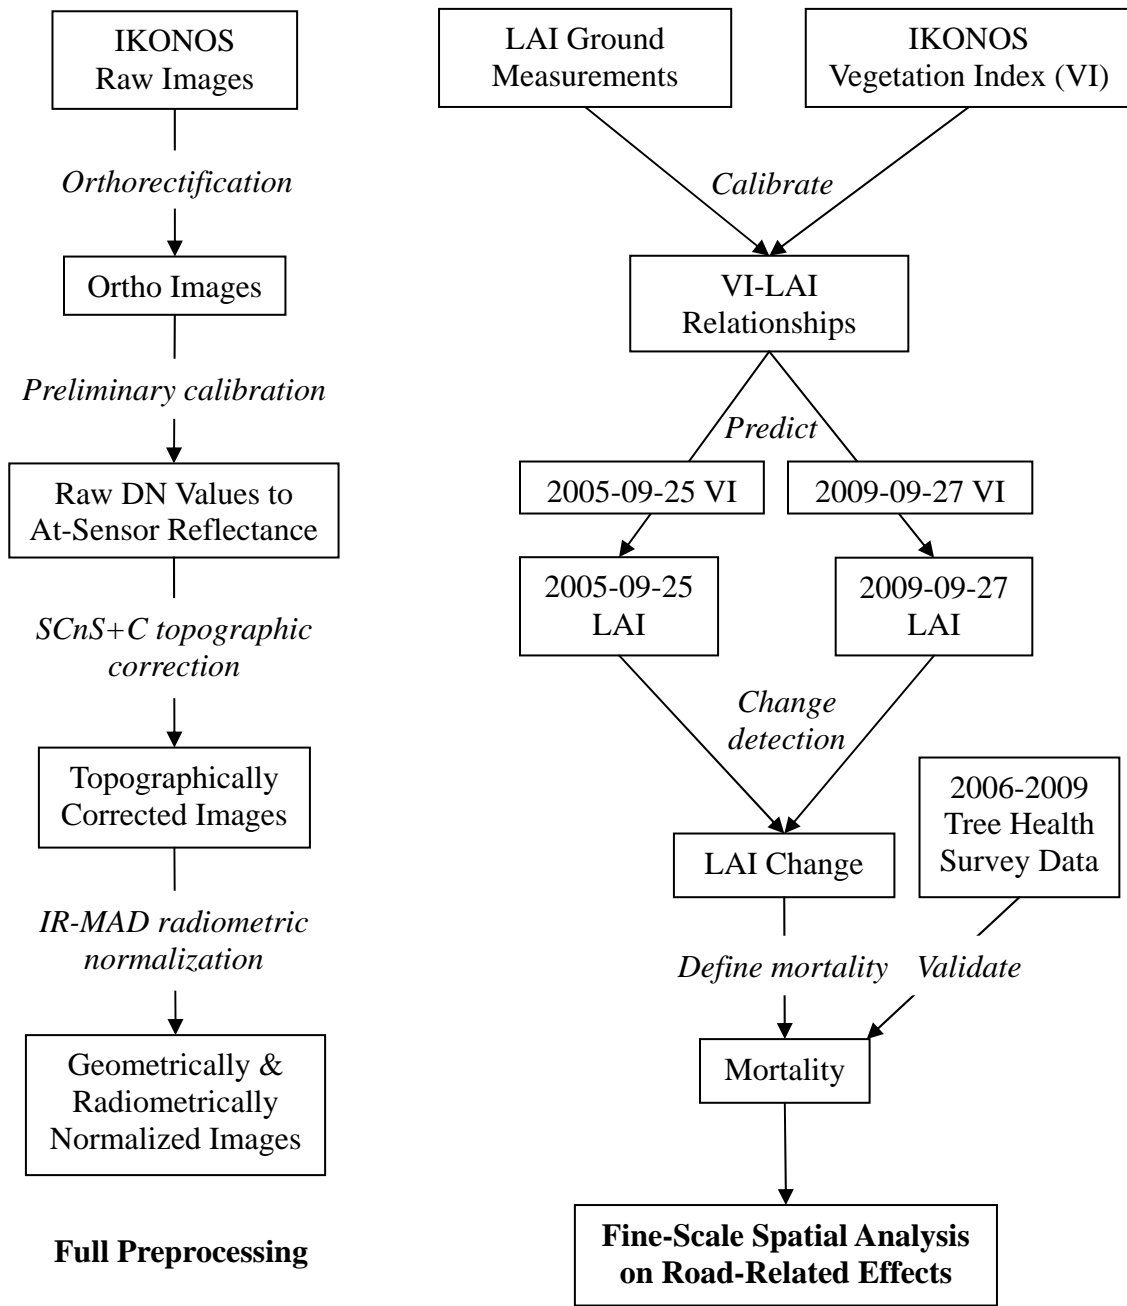 IKONOS
Raw Images
Orthorectification
Ortho Images
Preliminary calibration
Raw DN Values to
At-Sensor Reflectance
SCnS+C topographic
correction
Topographically
Corrected Images
IR-MAD radiometric
normalization
Geometrically &
Radiometrically
Normalized Images
Full Preprocessing
LAI Ground
Measurements
IKONOS
Vegetation Index (VI)
Calibrate
VI-LAI
Relationships
Predict
2005-09-25 VI
2009-09-27 VI
2005-09-25
LAI
2009-09-27
LAI
Change
detection
LAI Change
2006-2009
Tree Health
Survey Data
Define mortality
Validate
Mortality
Fine-Scale Spatial Analysis
on Road-Related Effects